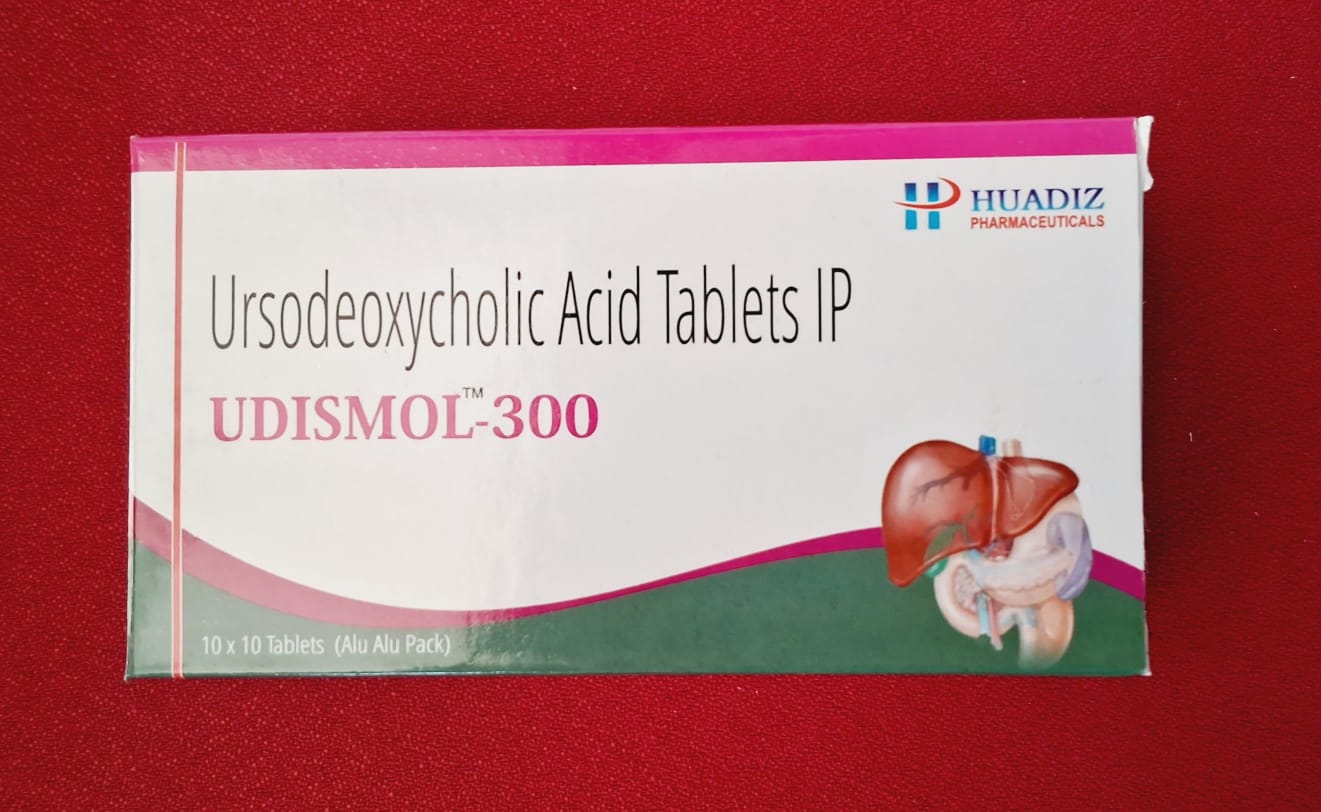 HUADIZ
PHARMACEUTICALS
Ursodeoxycholic Acid Tablets IP
UDISMOL™-300
10 x 10 Tablets (Alu Alu Pack)